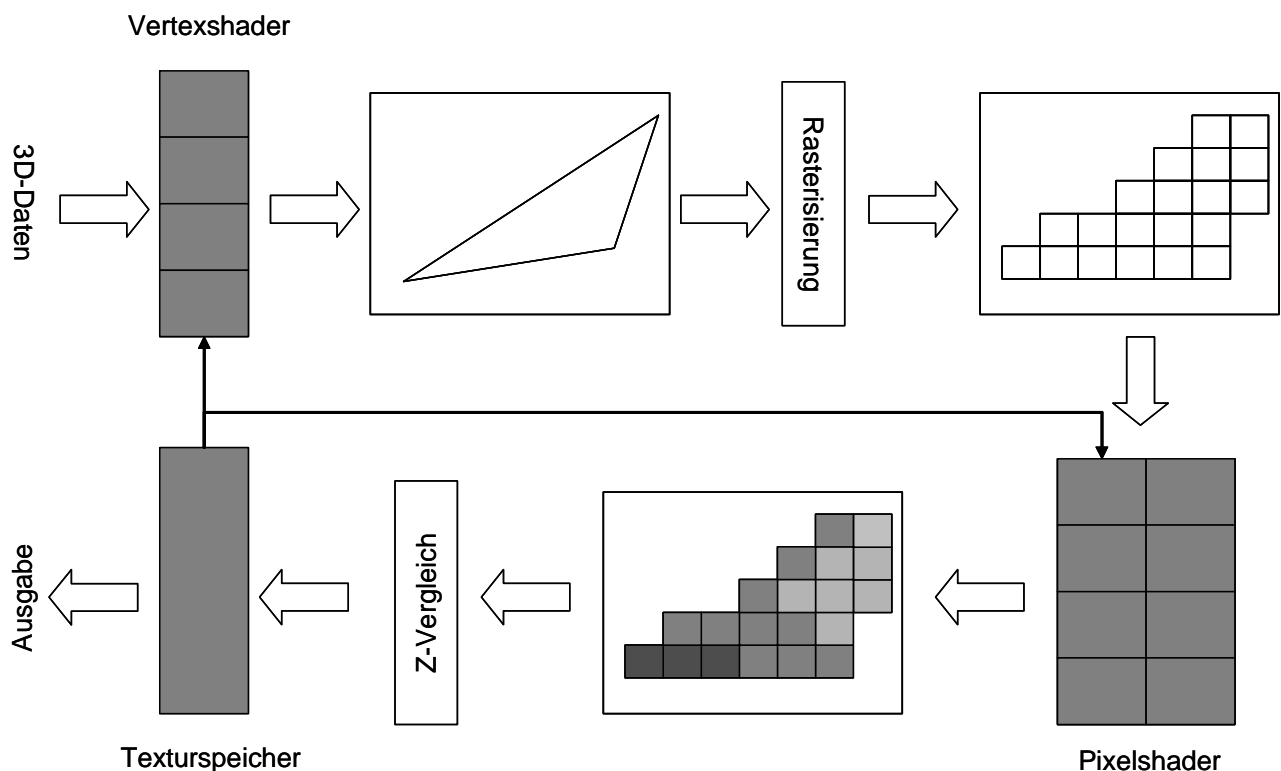 Vertexshader
3D-Daten
Rasterisierung
Ausgabe
Z-Vergleich
Texturspeicher
Pixelshader